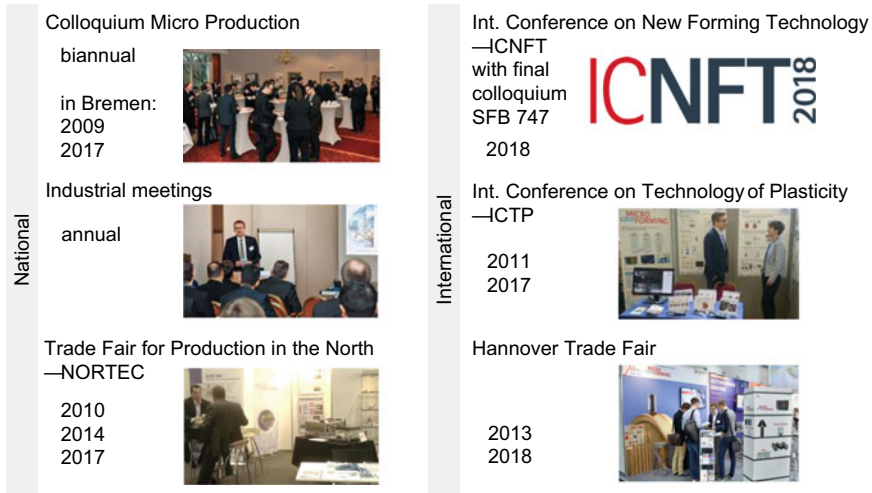 National
Colloquium Micro Production
biannual
in Bremen:
2009
2017
Industrial meetings
annual
Trade Fair for Production in the North
—NORTEC
2010
2014
2017
International
Int. Conference on New Forming Technology
—ICNFT
with final
colloquium
SFB 747
2018
ICNFT 2018
Int. Conference on Technology of Plasticity
—ICTP
2011
2017
MICRO
FORMING
Hannover Trade Fair
2013
2018